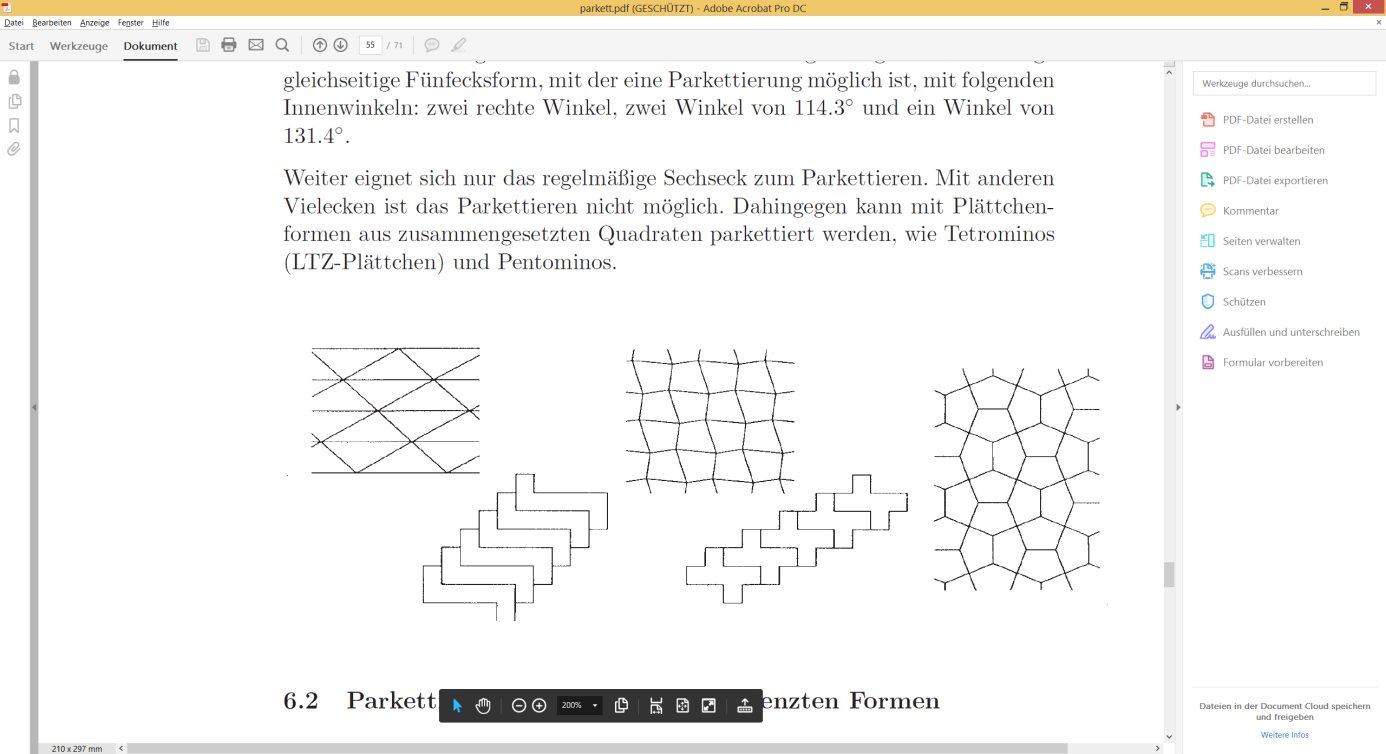 parkett.pdf (GESCHÜTZT) - Adobe Acrobat Pro DC
Datei Bearbeiten Anzeige Fenster Hilfe
Start Werkzeuge Dokument 55 / 71
gleichseitige Fünfecksform, mit der eine Parkettierung möglich ist, mit folgenden
Innenwinkeln: zwei rechte Winkel, zwei Winkel von 114.3° und ein Winkel von
131.4°.
Weiter eignet sich nur das regelmäßige Sechseck zum Parkettieren. Mit anderen
Vielecken ist das Parkettieren nicht möglich. Dahingegen kann mit Plättchen-
formen aus zusammengesetzten Quadraten parkettiert werden, wie Tetrominos
(LTZ-Plättchen) und Pentominos.
6.2 Parkett enzten Formen
200%
210 x 297 mm
Werkzeuge durchsuchen...
PDF-Datei erstellen
PDF-Datei bearbeiten
PDF-Datei exportieren
Kommentar
Seiten verwalten
Scans verbessern
Schützen
Ausfüllen und unterschreiben
Formular vorbereiten
Dateien in der Document Cloud speichern
und freigeben
Weitere Infos